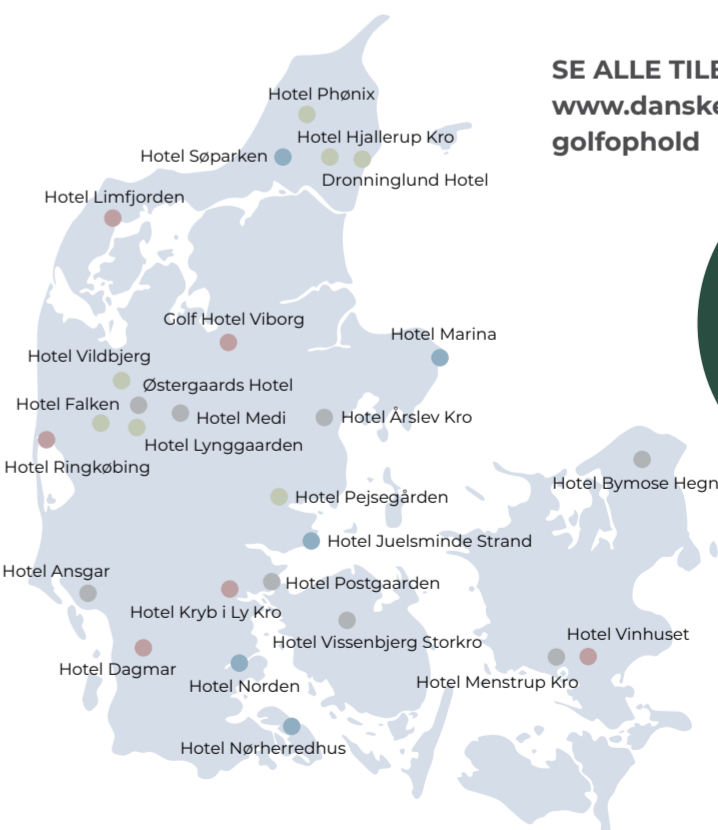 SE ALLE
www.danske
golfophold
Hotel Phønix
Hotel Hjallerup Kro
Hotel Søparken
Dronninglund Hotel
Hotel Limfjorden
Golf Hotel Viborg
Hotel Marina
Hotel Vildbjerg
Østergaards Hotel
Hotel Falken
Hotel Medi
Hotel Årslev Kro
Hotel Lynggaarden
Hotel Ringkøbing
Hotel Bymose Hegn
Hotel Pejsegården
Hotel Juelsminde Strand
Hotel Ansgar
Hotel Postgaarden
Hotel Kryb i Ly Kro
Hotel Vissenbjerg Storkro
Hotel Vinhuset
Hotel Dagmar
Hotel Norden
Hotel Menstrup Kro
Hotel Nørherredhus